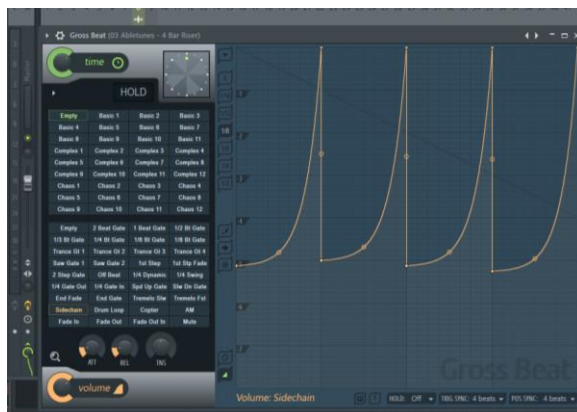 Gross Beat (03 Abletunes - 4 Bar Riser)
time
HOLD
Empty Basic 1 Basic 2 Basic 3
Basic 4 Basic 5 Basic 6 Basic 7
Basic 8 Basic 9 Basic 10 Basic 11
Complex 1 Complex 2 Complex 3 Complex 4
Complex 5 Complex 6 Complex 7 Complex 8
Complex 9 Complex 10 Complex 11 Complex 12
Chaos 1 Chaos 2 Chaos 3 Chaos 4
Chaos 5 Chaos 6 Chaos 7 Chaos 8
Chaos 9 Chaos 10 Chaos 11 Chaos 12
Empty 2 Beat Gate 1 Beat Gate 1/2 Bt Gate
1/3 Bt Gate 1/4 Bt Gate 1/6 Bt Gate 1/8 Bt Gate
Trance Gt 1 Trance Gt 2 Trance Gt 3 Trance Gt 4
Saw Gate 1 Saw Gate 2 1st Step 1st Stp Fade
2 Step Gate Off Beat 1/4 Dynamic 1/4 Swing
1/4 Gate Out 1/4 Gate In Spd Up Gate Slw Dn Gate
End Fade End Gate Tremolo Slw Tremolo Fst
Sidechain Drum Loop Copter AM
Fade In Fade Out Fade Out In Mute
ATT REL TNS
volume
Gross Beat
Volume: Sidechain
HOLD: Off TRIG SYNC: 4 beats POS SYNC: 4 beats